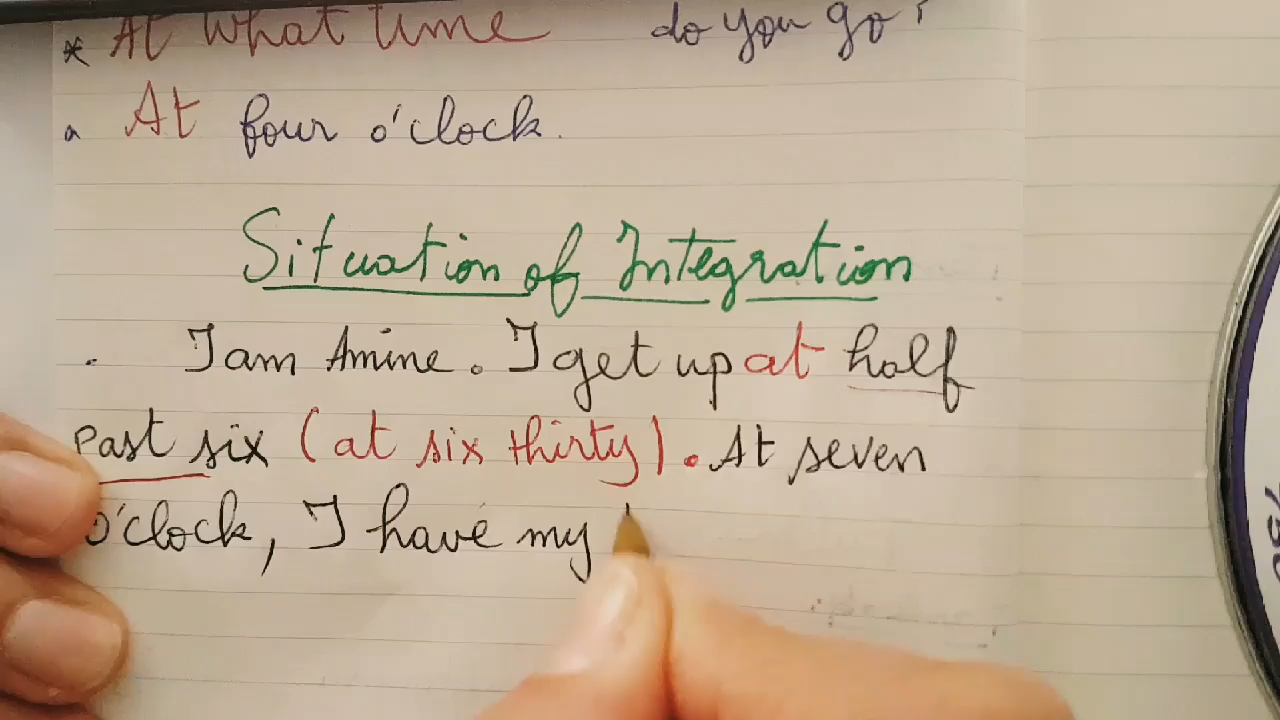 * At what time do you go?
a At four o'clock.
Situation of Integration
. I am Amine. I get up at half
past six (at six thirty). At seven
o'clock, I have my